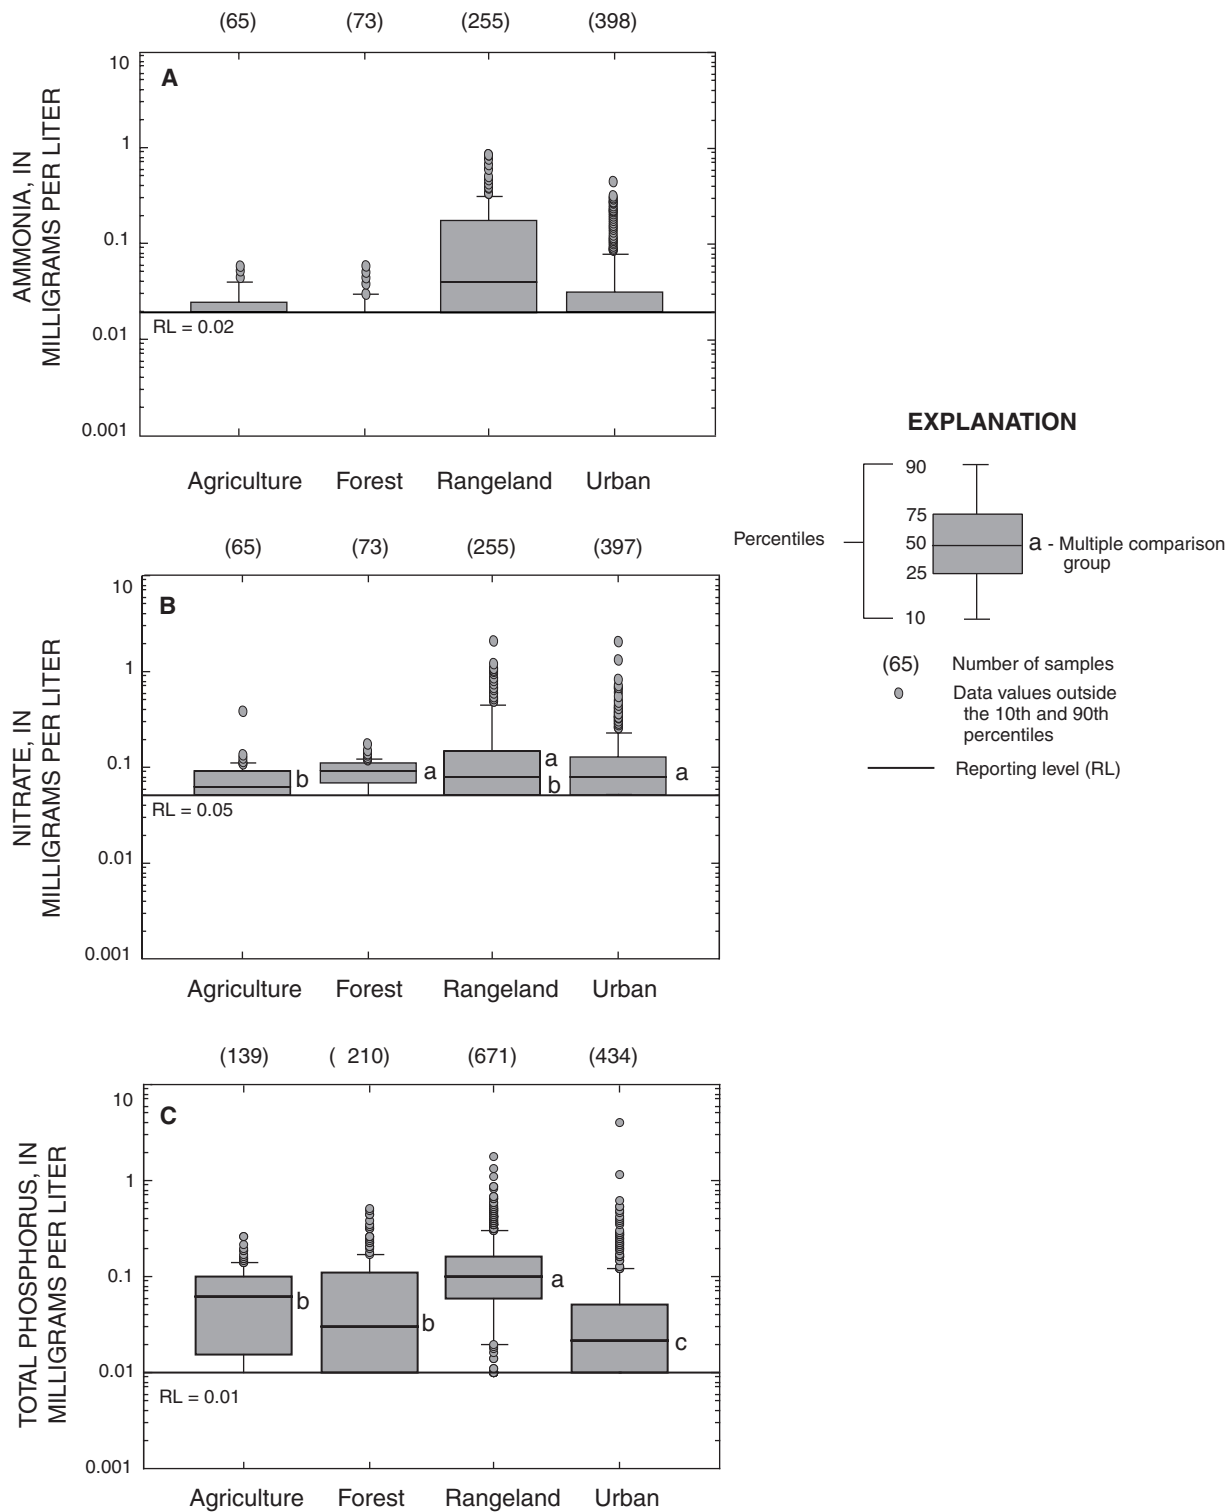 (65) (73) (255) (398)
A
AMMONIA, IN
MILLIGRAMS PER LITER
10
1
0.1
0.01
0.001
RL = 0.02
Agriculture Forest Rangeland Urban
(65) (73) (255) (397)
B
NITRATE, IN
MILLIGRAMS PER LITER
10
1
0.1
0.01
0.001
b a a b a
RL = 0.05
Agriculture Forest Rangeland Urban
(139) ( 210) (671) (434)
C
TOTAL PHOSPHORUS, IN
MILLIGRAMS PER LITER
10
1
0.1
0.01
0.001
b b a c
RL = 0.01
Agriculture Forest Rangeland Urban
EXPLANATION
Percentiles
90
75
50
25
10
a - Multiple comparison
group
(65) Number of samples
Data values outside
the 10th and 90th
percentiles
Reporting level (RL)